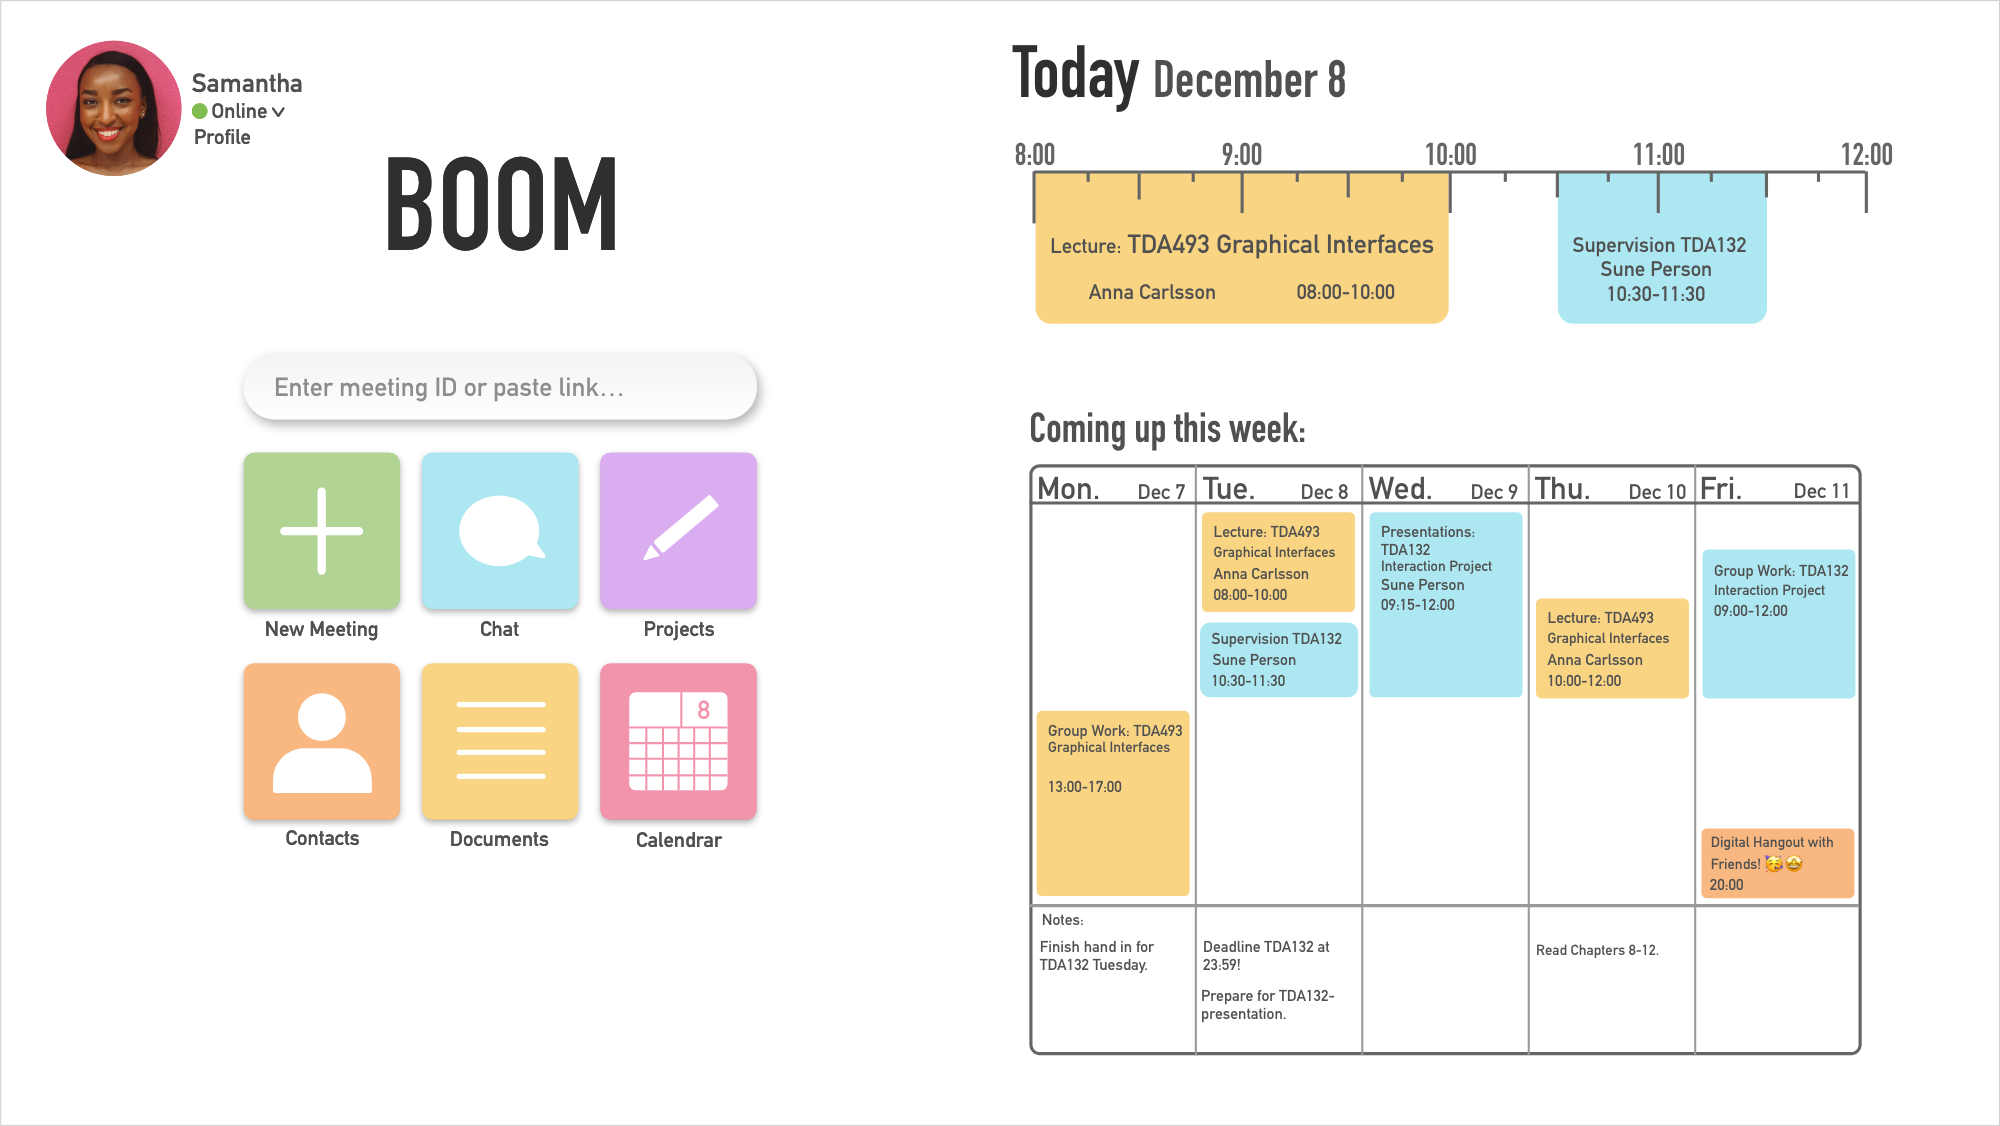 Samantha
Online
Profile
BOOM
Enter meeting ID or paste link...
New Meeting
Chat
Projects
8
Contacts
Documents
Calendrar
Today December 8
8:00 9:00 10:00 11:00 12:00
Lecture: TDA493 Graphical Interfaces
Anna Carlsson 08:00-10:00
Supervision TDA132
Sune Person
10:30-11:30
Coming up this week:
Mon. Dec 7
Tue. Dec 8
Wed. Dec 9
Thu. Dec 10
Fri. Dec 11
Group Work: TDA493
Graphical Interfaces
13:00-17:00
Lecture: TDA493
Graphical Interfaces
Anna Carlsson
08:00-10:00
Supervision TDA132
Sune Person
10:30-11:30
Presentations:
TDA132
Interaction Project
Sune Person
09:15-12:00
Lecture: TDA493
Graphical Interfaces
Anna Carlsson
10:00-12:00
Group Work: TDA132
Interaction Project
09:00-12:00
Digital Hangout with
Friends! 🥳🤩
20:00
Notes:
Finish hand in for
TDA132 Tuesday.
Deadline TDA132 at
23:59!
Prepare for TDA132-
presentation.
Read Chapters 8-12.